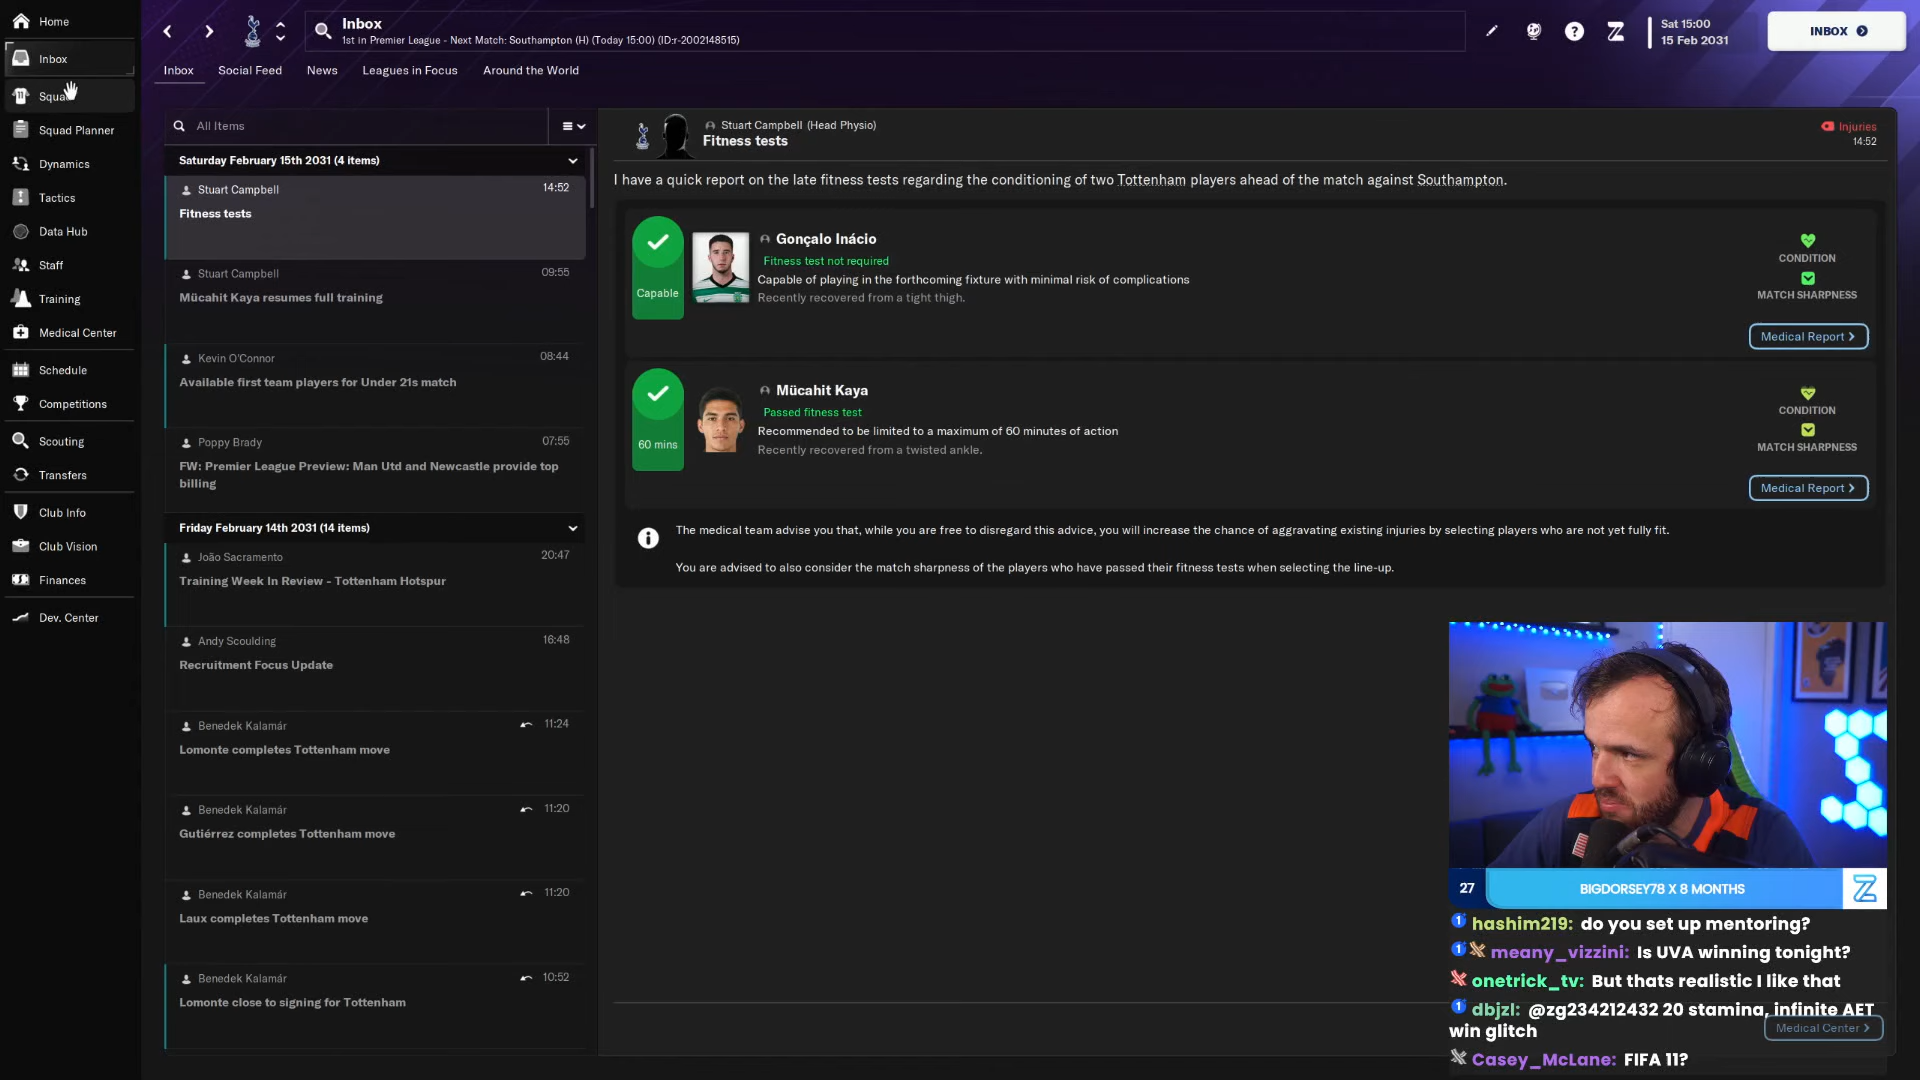 Home
Inbox
Squad
Squad Planner
Dynamics
Tactics
Data Hub
Staff
Training
Medical Center
Schedule
Competitions
Scouting
Transfers
Club Info
Club Vision
Finances
Dev. Center
Inbox
1st in Premier League - Next Match: Southampton (H) (Today 15:00) (ID:r-2002148515)
Sat 15:00
15 Feb 2031
INBOX
Inbox Social Feed News Leagues in Focus Around the World
All Items
Saturday February 15th 2031 (4 items)
Stuart Campbell 14:52
Fitness tests
Stuart Campbell 09:55
Mücahit Kaya resumes full training
Kevin O'Connor 08:44
Available first team players for Under 21s match
Poppy Brady 07:55
FW: Premier League Preview: Man Utd and Newcastle provide top
billing
Friday February 14th 2031 (14 items)
João Sacramento 20:47
Training Week In Review - Tottenham Hotspur
Andy Scoulding 16:48
Recruitment Focus Update
Benedek Kalamár 11:24
Lomonte completes Tottenham move
Benedek Kalamár 11:20
Gutiérrez completes Tottenham move
Benedek Kalamár 11:20
Laux completes Tottenham move
Benedek Kalamár 10:52
Lomonte close to signing for Tottenham
Stuart Campbell (Head Physio)
Fitness tests
Injuries
14:52
I have a quick report on the late fitness tests regarding the conditioning of two Tottenham players ahead of the match against Southampton.
Capable
Gonçalo Inácio
Fitness test not required
Capable of playing in the forthcoming fixture with minimal risk of complications
Recently recovered from a tight thigh.
CONDITION
MATCH SHARPNESS
Medical Report >
60 mins
Mücahit Kaya
Passed fitness test
Recommended to be limited to a maximum of 60 minutes of action
Recently recovered from a twisted ankle.
CONDITION
MATCH SHARPNESS
Medical Report >
The medical team advise you that, while you are free to disregard this advice, you will increase the chance of aggravating existing injuries by selecting players who are not yet fully fit.
You are advised to also consider the match sharpness of the players who have passed their fitness tests when selecting the line-up.
27 BIGDORSEY78 X 8 MONTHS
hashim219: do you set up mentoring?
meany_vizzini: Is UVA winning tonight?
onetrick_tv: But thats realistic I like that
dbjzl: @zg234212432 20 stamina, infinite AET
win glitch
Medical Center >
Casey_McLane: FIFA 11?